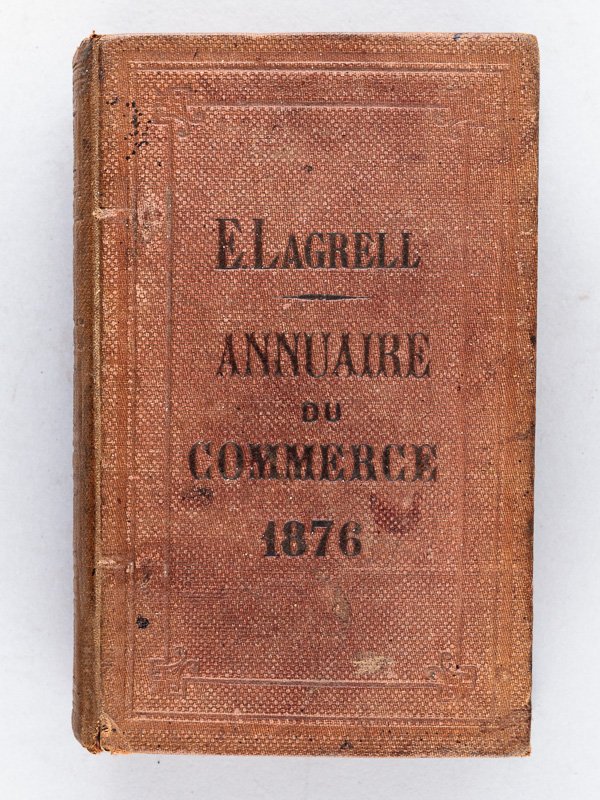 E. LAGRELL
ANNUAIRE
DU
COMMERCE
1876